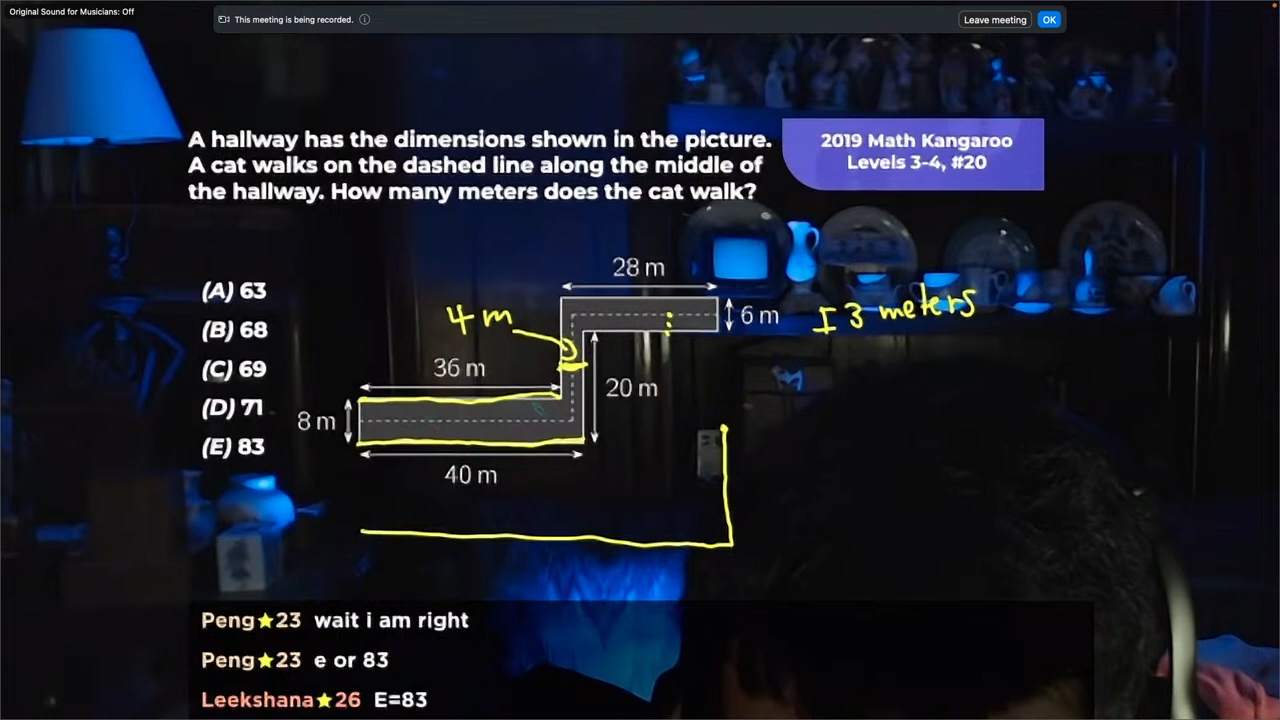 Original Sound for Musicians: Off
This meeting is being recorded.
Leave meeting
OK
A hallway has the dimensions shown in the picture.
A cat walks on the dashed line along the middle of
the hallway. How many meters does the cat walk?
2019 Math Kangaroo
Levels 3-4, #20
(A) 63
(B) 68
(C) 69
(D) 71
(E) 83
28 m
6 m
3 meters
4 m
36 m
20 m
8 m
40 m
Peng★23 wait i am right
Peng★23 e or 83
Leekshana★26 E=83